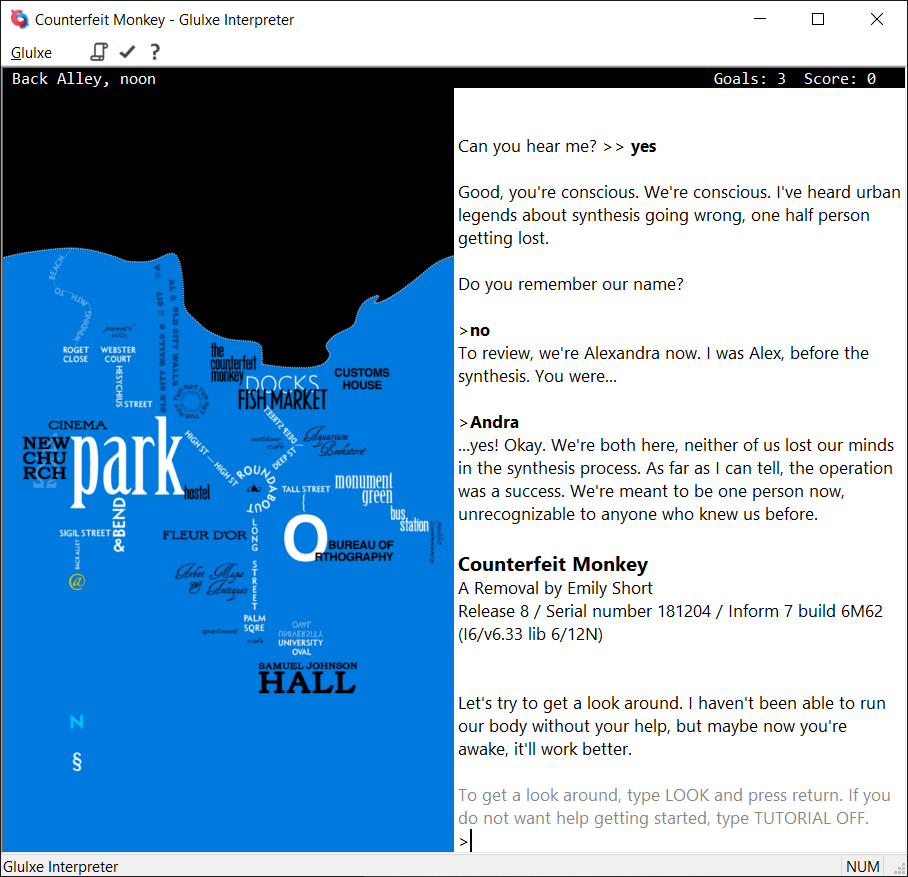 Counterfeit Monkey - Glulxe Interpreter
Glulxe
?
Back Alley, noon
Goals: 3 Score: 0
BEACH
PATH TO
WINDING
parents'
villa
ROGET
CLOSE
WEBSTER
COURT
HESYCHIUS
STREET
OLD CITY WALLS
OLD CITY WALLS
the
counterfeit
monkey
DOCKS
FISH MARKET
CUSTOMS
HOUSE
DEEP STREET
CINEMA
NEW
CHU
RCH
park
HIGH ST — HIGH ST
outdoor
cafe
DEEP ST
Aquarium
Bookstore
ROUNDABOUT
hostel
TALL STREET
monument
green
bus
station
SIGIL STREET
&BEND
BACK ALLEY
@
FLEUR D'OR
LONG STREET
O
BUREAU OF
RTHOGRAPHY
Arbot Maps
&
Antiques
PALM
SQRE
apartment
cafe
OVAL
UNIVERSITY
UNIVERSITY
OVAL
SAMUEL JOHNSON
HALL
N
§
Can you hear me? >> yes
Good, you're conscious. We're conscious. I've heard urban
legends about synthesis going wrong, one half person
getting lost.
Do you remember our name?
>no
To review, we're Alexandra now. I was Alex, before the
synthesis. You were...
>Andra
...yes! Okay. We're both here, neither of us lost our minds
in the synthesis process. As far as I can tell, the operation
was a success. We're meant to be one person now,
unrecognizable to anyone who knew us before.
Counterfeit Monkey
A Removal by Emily Short
Release 8 / Serial number 181204 / Inform 7 build 6M62
(I6/v6.33 lib 6/12N)
Let's try to get a look around. I haven't been able to run
our body without your help, but maybe now you're
awake, it'll work better.
To get a look around, type LOOK and press return. If you
do not want help getting started, type TUTORIAL OFF.
>
Glulxe Interpreter
NUM